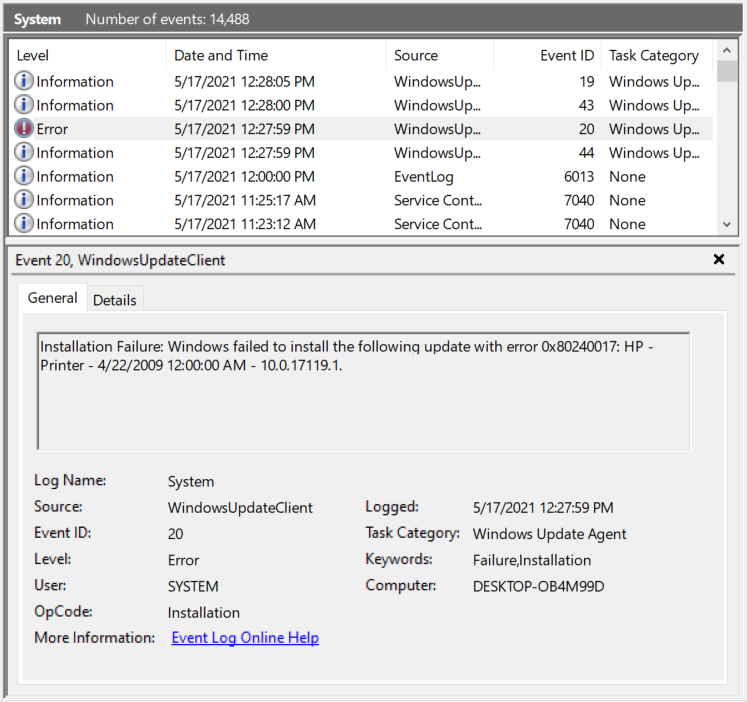 System Number of events: 14,488
Level Date and Time Source Event ID Task Category
Information 5/17/2021 12:28:05 PM WindowsUp... 19 Windows Up...
Information 5/17/2021 12:28:00 PM WindowsUp... 43 Windows Up...
Error 5/17/2021 12:27:59 PM WindowsUp... 20 Windows Up...
Information 5/17/2021 12:27:59 PM WindowsUp... 44 Windows Up...
Information 5/17/2021 12:00:00 PM EventLog 6013 None
Information 5/17/2021 11:25:17 AM Service Cont... 7040 None
Information 5/17/2021 11:23:12 AM Service Cont... 7040 None
Event 20, WindowsUpdateClient
General Details
Installation Failure: Windows failed to install the following update with error 0x80240017: HP -
Printer - 4/22/2009 12:00:00 AM - 10.0.17119.1.
Log Name: System
Source: WindowsUpdateClient Logged: 5/17/2021 12:27:59 PM
Event ID: 20 Task Category: Windows Update Agent
Level: Error Keywords: Failure,Installation
User: SYSTEM Computer: DESKTOP-OB4M99D
OpCode: Installation
More Information: Event Log Online Help